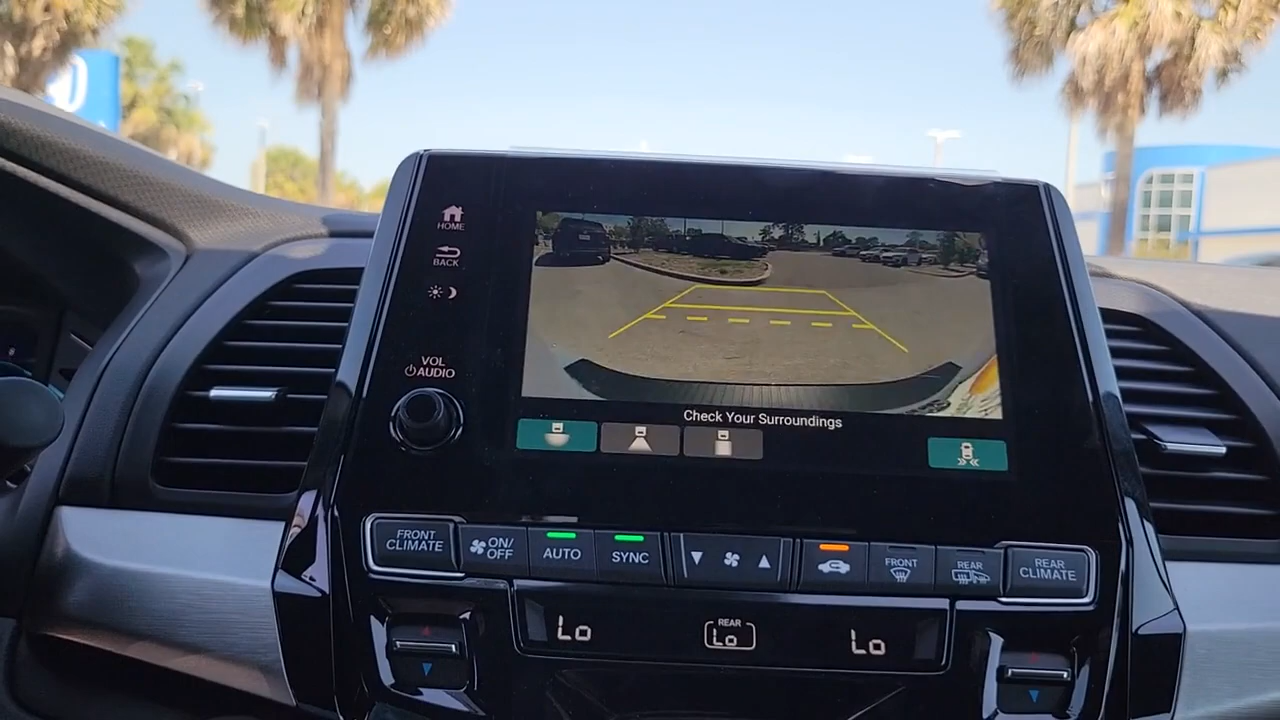 HOME
BACK
VOL
AUDIO
Check Your Surroundings
FRONT
CLIMATE
ON/
OFF
AUTO
SYNC
FRONT
REAR
REAR
CLIMATE
Lo
REAR
Lo
Lo